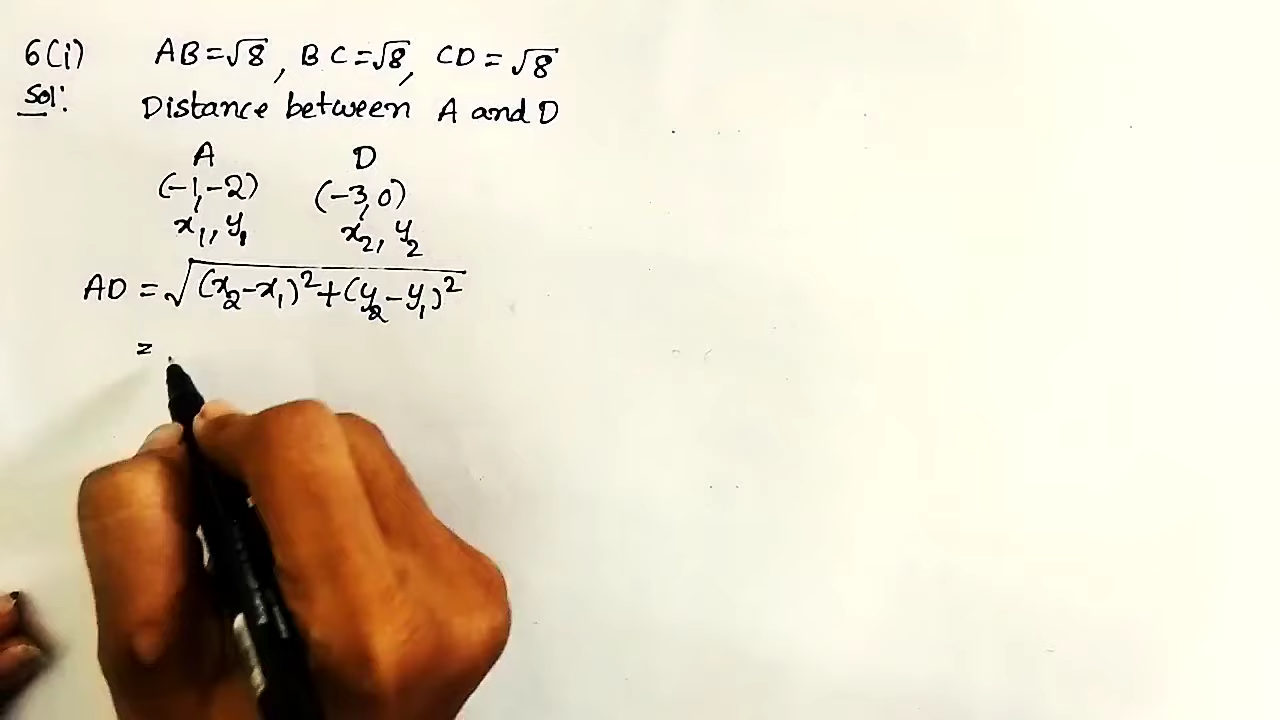 6(i) AB=√8, BC=√8, CD=√8
Sol: Distance between A and D
A D
(-1,-2) (-3,0)
x₁, y₁ x₂, y₂
AD = √(x₂-x₁)²+(y₂-y₁)²
=